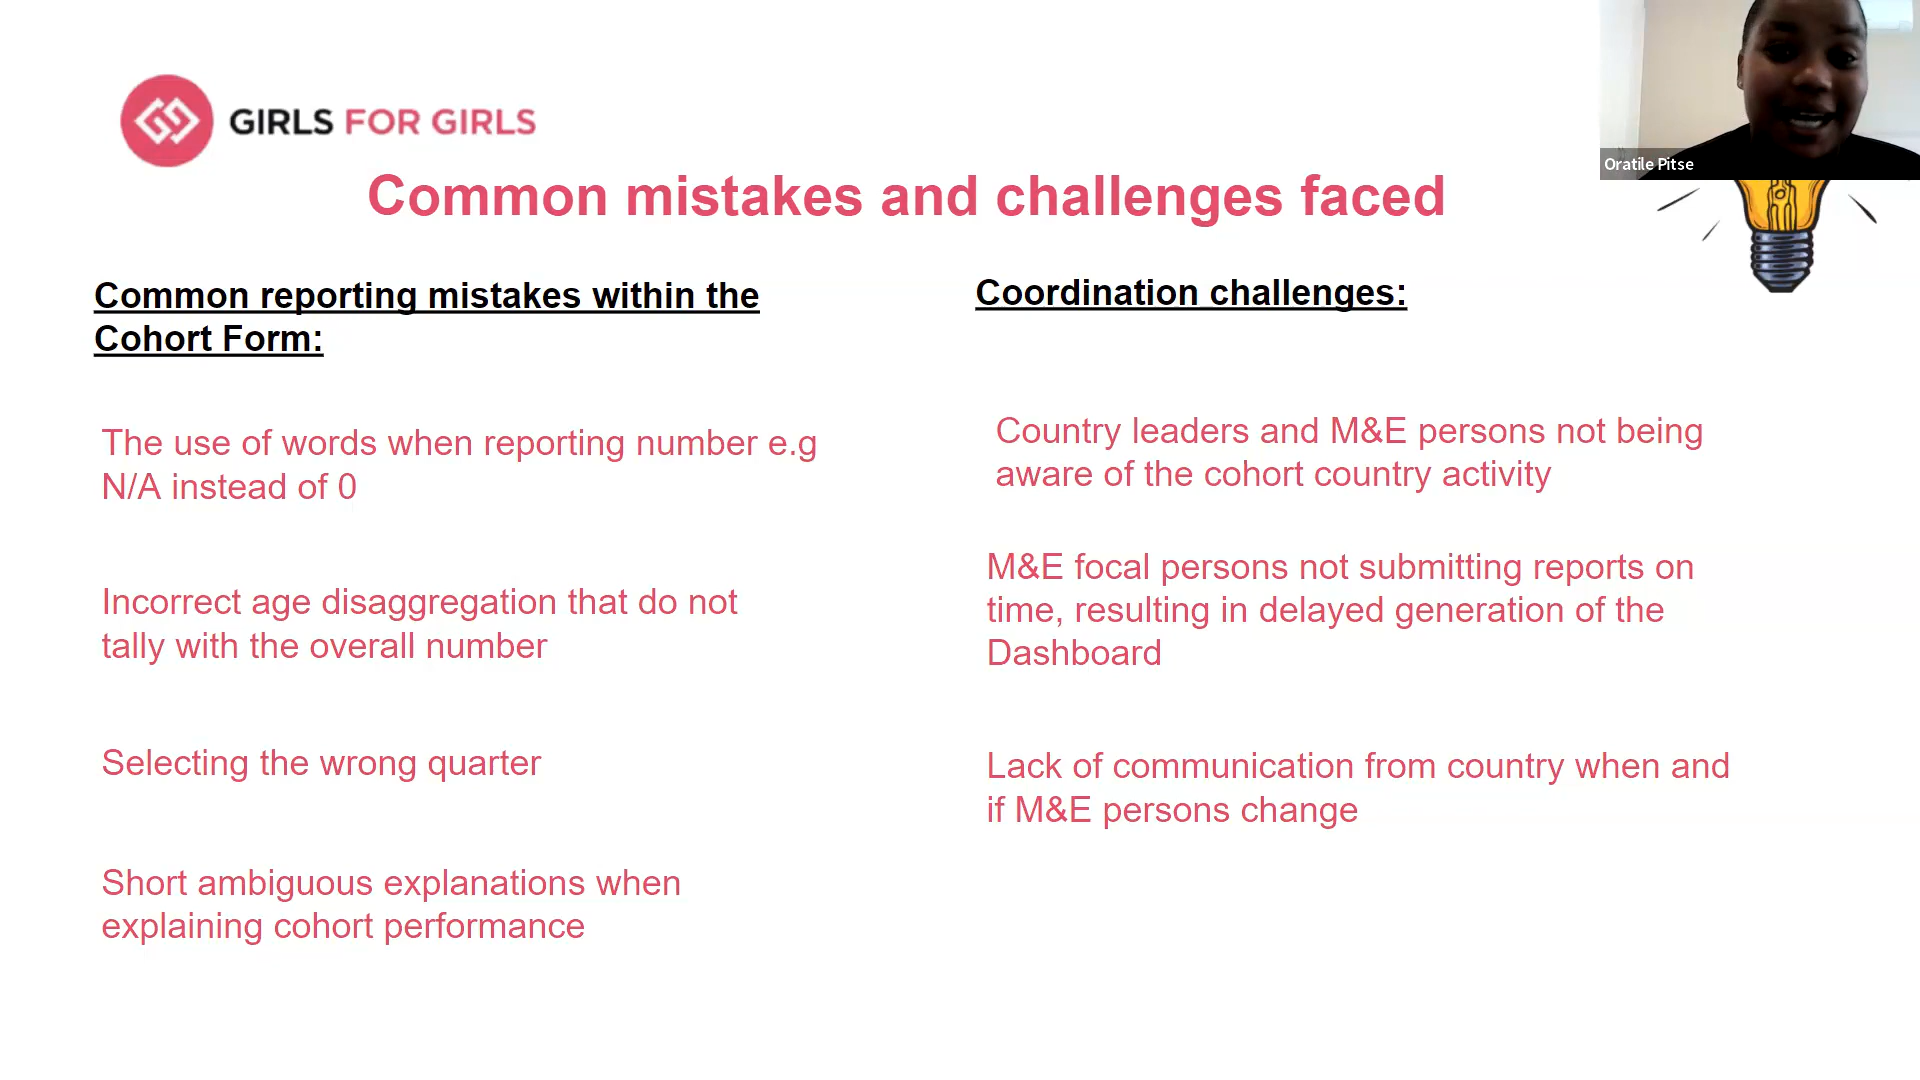 GIRLS FOR GIRLS
Oratile Pitse
Common mistakes and challenges faced
Common reporting mistakes within the
Cohort Form:
The use of words when reporting number e.g
N/A instead of 0
Incorrect age disaggregation that do not
tally with the overall number
Selecting the wrong quarter
Short ambiguous explanations when
explaining cohort performance
Coordination challenges:
Country leaders and M&E persons not being
aware of the cohort country activity
M&E focal persons not submitting reports on
time, resulting in delayed generation of the
Dashboard
Lack of communication from country when and
if M&E persons change